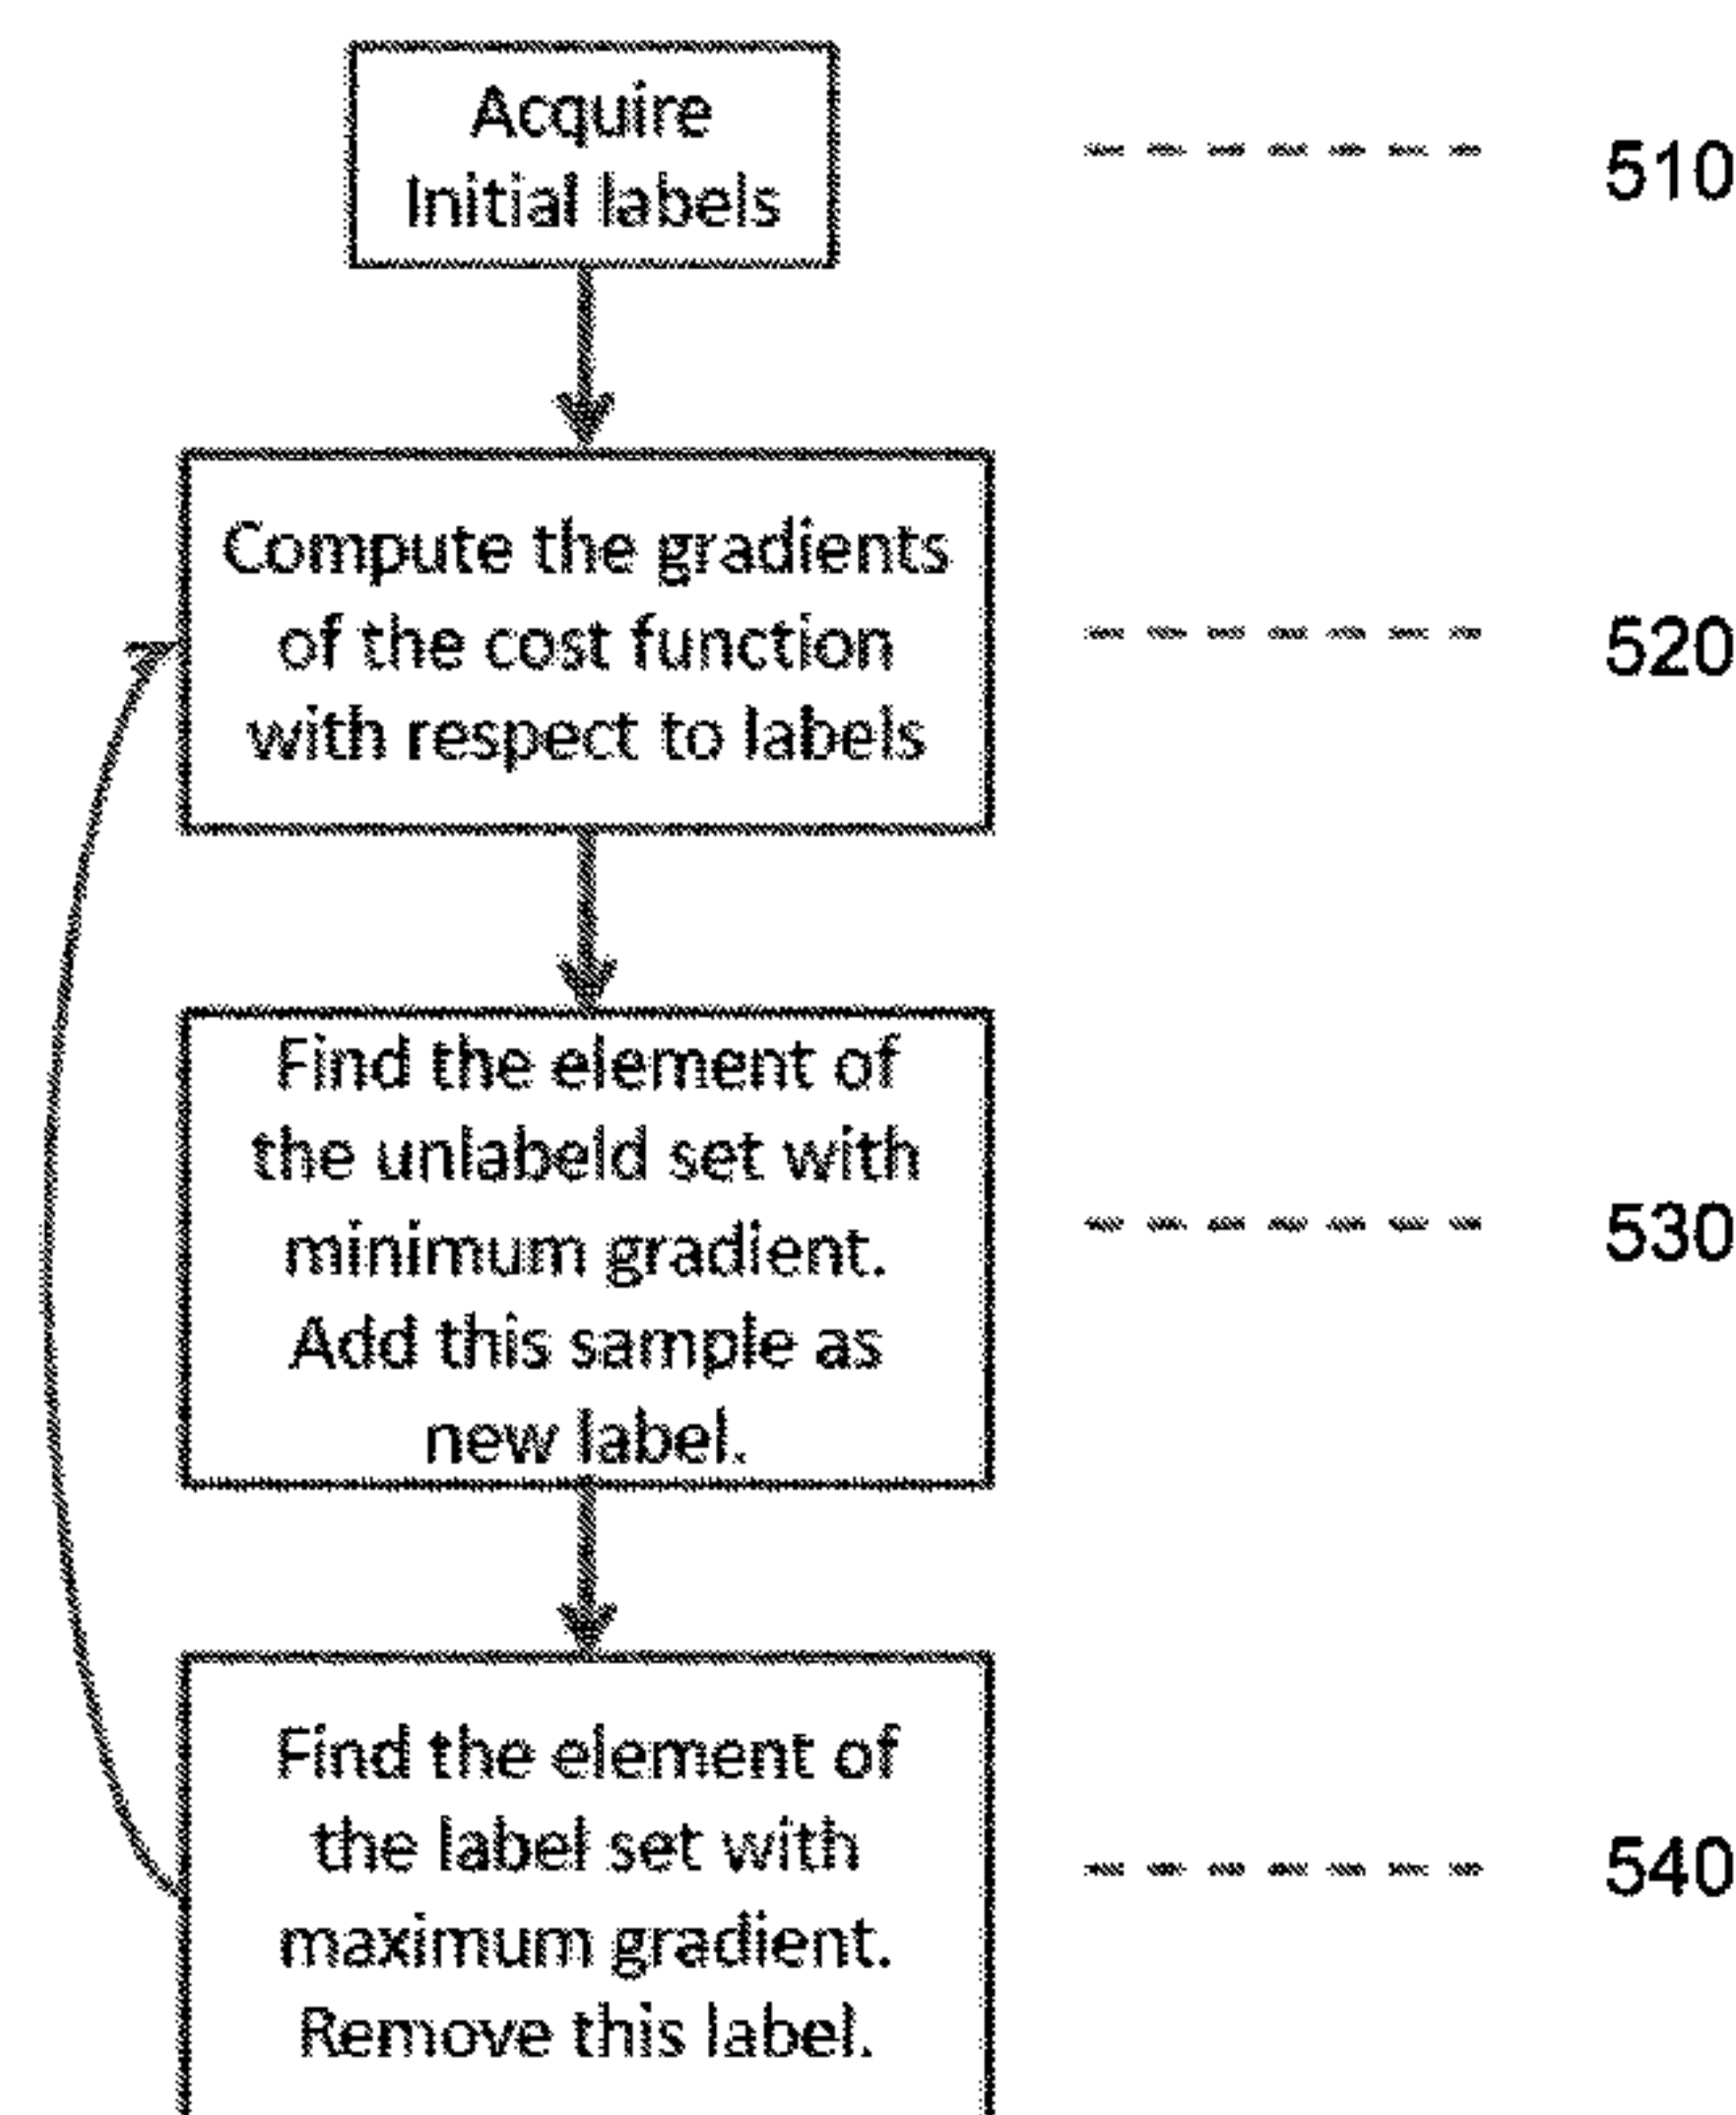 Acquire
Initial labels
510
Compute the gradients
of the cost function
with respect to labels
520
Find the element of
the unlabeld set with
minimum gradient.
Add this sample as
new label.
530
Find the element of
the label set with
maximum gradient.
Remove this label.
540